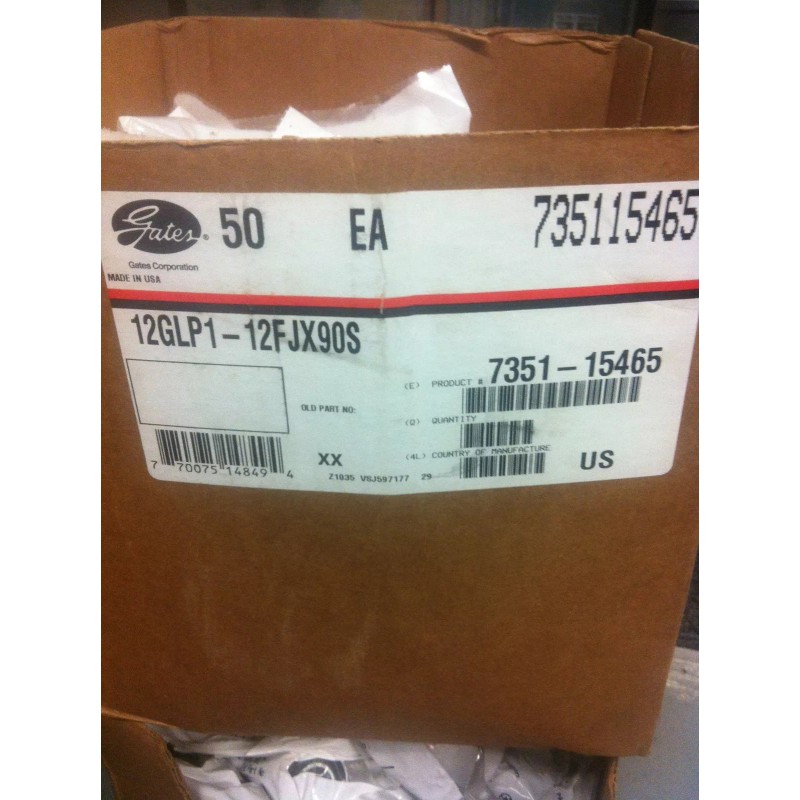 Gates® 50 EA 735115465
Gates Corporation
MADE IN USA
12GLP1-12FJX90S
(E) PRODUCT # 7351-15465
OLD PART NO:
(Q) QUANTITY
(4L) COUNTRY OF MANUFACTURE
XX US
7 70075 14849 4
Z1035 VSJ597177 29